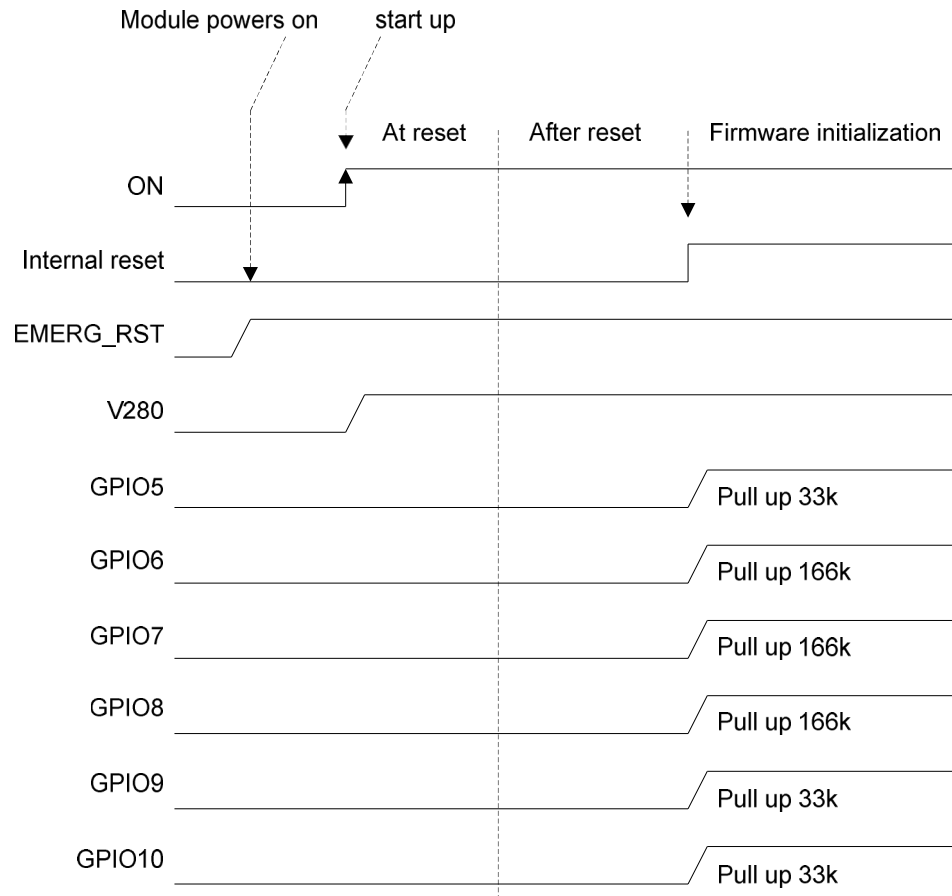 Module powers on
start up
At reset
After reset
Firmware initialization
ON
Internal reset
EMERG_RST
V280
GPIO5
Pull up 33k
GPIO6
Pull up 166k
GPIO7
Pull up 166k
GPIO8
Pull up 166k
GPIO9
Pull up 33k
GPIO10
Pull up 33k